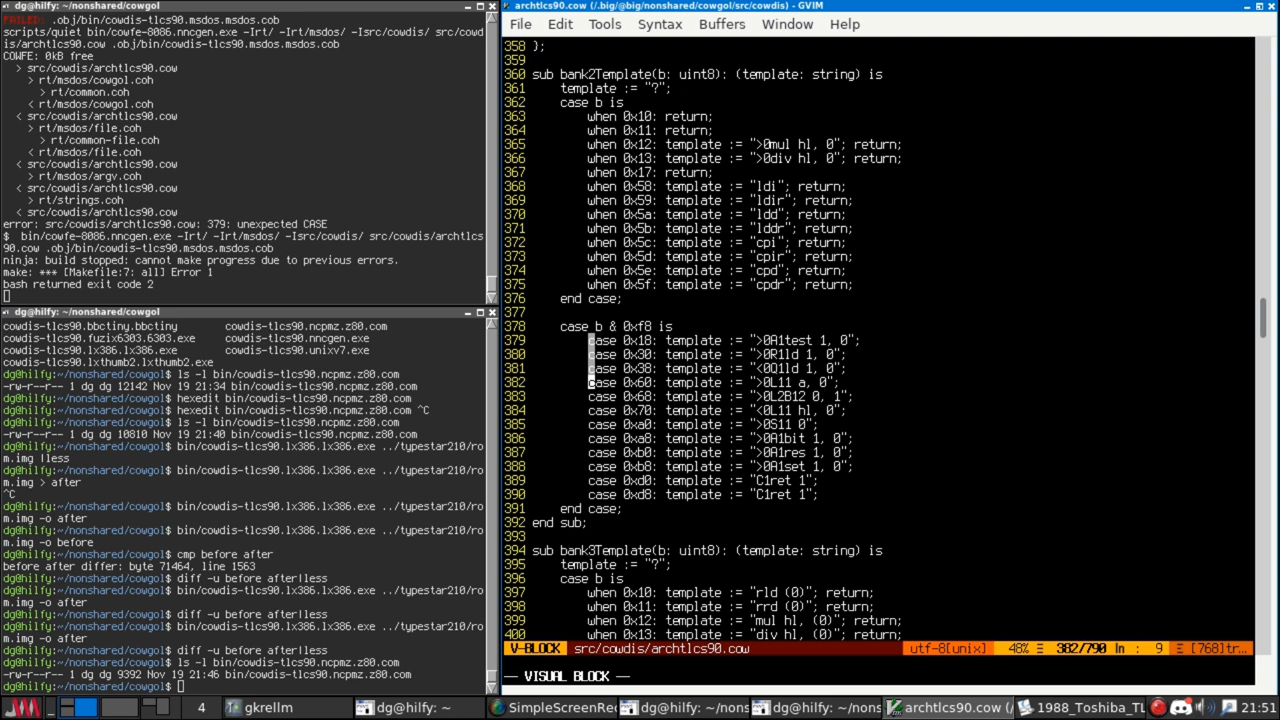 dg@hilfy: ~/nonshared/cowgol
FAILED: .obj/bin/cowdis-tlcs90.msdos.msdos.cob
scripts/quiet bin/cowfe-8086.nncgen.exe -Irt/ -Irt/msdos/ -Isrc/cowdis/ src/cowd
is/archtlcs90.cow .obj/bin/cowdis-tlcs90.msdos.msdos.cob
COWFE: 0kB free
> src/cowdis/archtlcs90.cow
> rt/msdos/cowgol.coh
> rt/common.coh
< rt/msdos/cowgol.coh
< src/cowdis/archtlcs90.cow
> rt/msdos/file.coh
> rt/common-file.coh
< rt/msdos/file.coh
< src/cowdis/archtlcs90.cow
> rt/msdos/argv.coh
< src/cowdis/archtlcs90.cow
> rt/strings.coh
< src/cowdis/archtlcs90.cow
error: src/cowdis/archtlcs90.cow: 379: unexpected CASE
$  bin/cowfe-8086.nncgen.exe -Irt/ -Irt/msdos/ -Isrc/cowdis/ src/cowdis/archtlcs
90.cow .obj/bin/cowdis-tlcs90.msdos.msdos.cob
ninja: build stopped: cannot make progress due to previous errors.
make: *** [Makefile:7: all] Error 1
bash returned exit code 2
dg@hilfy: ~/nonshared/cowgol
cowdis-tlcs90.bbctiny.bbctiny cowdis-tlcs90.ncpmz.z80.com
cowdis-tlcs90.fuzix6303.6303.exe cowdis-tlcs90.nncgen.exe
cowdis-tlcs90.lx386.lx386.exe cowdis-tlcs90.unixv7.exe
cowdis-tlcs90.lxthumb2.lxthumb2.exe
dg@hilfy:~/nonshared/cowgol$ ls -l bin/cowdis-tlcs90.ncpmz.z80.com
-rw-r--r-- 1 dg dg 12142 Nov 19 21:34 bin/cowdis-tlcs90.ncpmz.z80.com
dg@hilfy:~/nonshared/cowgol$ hexedit bin/cowdis-tlcs90.ncpmz.z80.com
dg@hilfy:~/nonshared/cowgol$ hexedit bin/cowdis-tlcs90.ncpmz.z80.com ^C
dg@hilfy:~/nonshared/cowgol$ ls -l bin/cowdis-tlcs90.ncpmz.z80.com
-rw-r--r-- 1 dg dg 10810 Nov 19 21:40 bin/cowdis-tlcs90.ncpmz.z80.com
dg@hilfy:~/nonshared/cowgol$ bin/cowdis-tlcs90.lx386.lx386.exe ../typestar210/ro
m.img |less
dg@hilfy:~/nonshared/cowgol$ bin/cowdis-tlcs90.lx386.lx386.exe ../typestar210/ro
m.img > after
^C
dg@hilfy:~/nonshared/cowgol$ bin/cowdis-tlcs90.lx386.lx386.exe ../typestar210/ro
m.img -o after
dg@hilfy:~/nonshared/cowgol$ bin/cowdis-tlcs90.lx386.lx386.exe ../typestar210/ro
m.img -o before
dg@hilfy:~/nonshared/cowgol$ cmp before after
before after differ: byte 71464, line 1563
dg@hilfy:~/nonshared/cowgol$ diff -u before after|less
dg@hilfy:~/nonshared/cowgol$ bin/cowdis-tlcs90.lx386.lx386.exe ../typestar210/ro
m.img -o after
dg@hilfy:~/nonshared/cowgol$ diff -u before after|less
dg@hilfy:~/nonshared/cowgol$ bin/cowdis-tlcs90.lx386.lx386.exe ../typestar210/ro
m.img -o after
dg@hilfy:~/nonshared/cowgol$ diff -u before after|less
dg@hilfy:~/nonshared/cowgol$ ls -l bin/cowdis-tlcs90.ncpmz.z80.com
-rw-r--r-- 1 dg dg 9392 Nov 19 21:46 bin/cowdis-tlcs90.ncpmz.z80.com
dg@hilfy:~/nonshared/cowgol$
archtlcs90.cow (/.big/@big/nonshared/cowgol/src/cowdis) - GVIM
File Edit Tools Syntax Buffers Window Help
358 );
359
360 sub bank2Template(b: uint8): (template: string) is
361     template := "?";
362     case b is
363         when 0x10: return;
364         when 0x11: return;
365         when 0x12: template := ">0mul hl, 0"; return;
366         when 0x13: template := ">0div hl, 0"; return;
367         when 0x17: return;
368         when 0x58: template := "ldi"; return;
369         when 0x59: template := "ldir"; return;
370         when 0x5a: template := "ldd"; return;
371         when 0x5b: template := "lddr"; return;
372         when 0x5c: template := "cpi"; return;
373         when 0x5d: template := "cpir"; return;
374         when 0x5e: template := "cpd"; return;
375         when 0x5f: template := "cpdr"; return;
376     end case;
377
378     case b & 0xf8 is
379         case 0x18: template := ">0A1test 1, 0";
380         case 0x30: template := ">0R1ld 1, 0";
381         case 0x38: template := "<0Q1ld 1, 0";
382         case 0x60: template := ">0L11 a, 0";
383         case 0x68: template := ">0L2B12 0, 1";
384         case 0x70: template := "<0L11 hl, 0";
385         case 0xa0: template := ">0S11 0";
386         case 0xa8: template := ">0A1bit 1, 0";
387         case 0xb0: template := ">0A1res 1, 0";
388         case 0xb8: template := ">0A1set 1, 0";
389         case 0xd0: template := "C1ret 1";
390         case 0xd8: template := "C1ret 1";
391     end case;
392 end sub;
393
394 sub bank3Template(b: uint8): (template: string) is
395     template := "?";
396     case b is
397         when 0x10: template := "rld (0)"; return;
398         when 0x11: template := "rrd (0)"; return;
399         when 0x12: template := "mul hl, (0)"; return;
400         when 0x13: template := "div hl, (0)"; return;
V-BLOCK src/cowdis/archtlcs90.cow utf-8[unix] 48% Ξ 382/790 ln : 9 Ξ [768]tr…
-- VISUAL BLOCK --
4 gkrellm dg@hilfy: ~ SimpleScreenRec dg@hilfy: ~/nons dg@hilfy: ~/nons archtlcs90.cow (/ 1988_Toshiba_TL 21:51